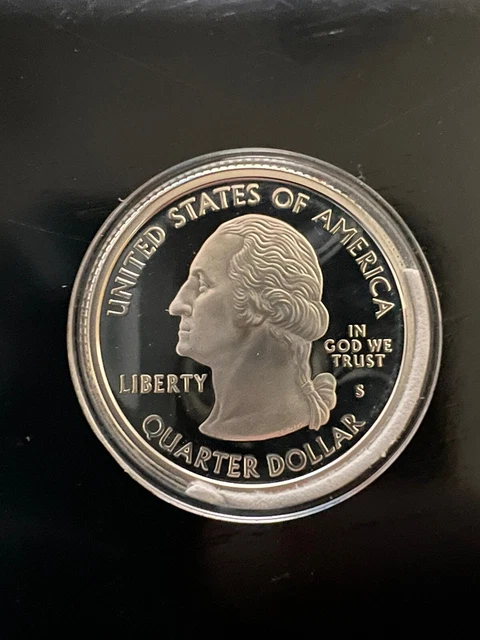 UNITED STATES OF AMERICA
LIBERTY
IN
GOD WE
TRUST
S
QUARTER DOLLAR